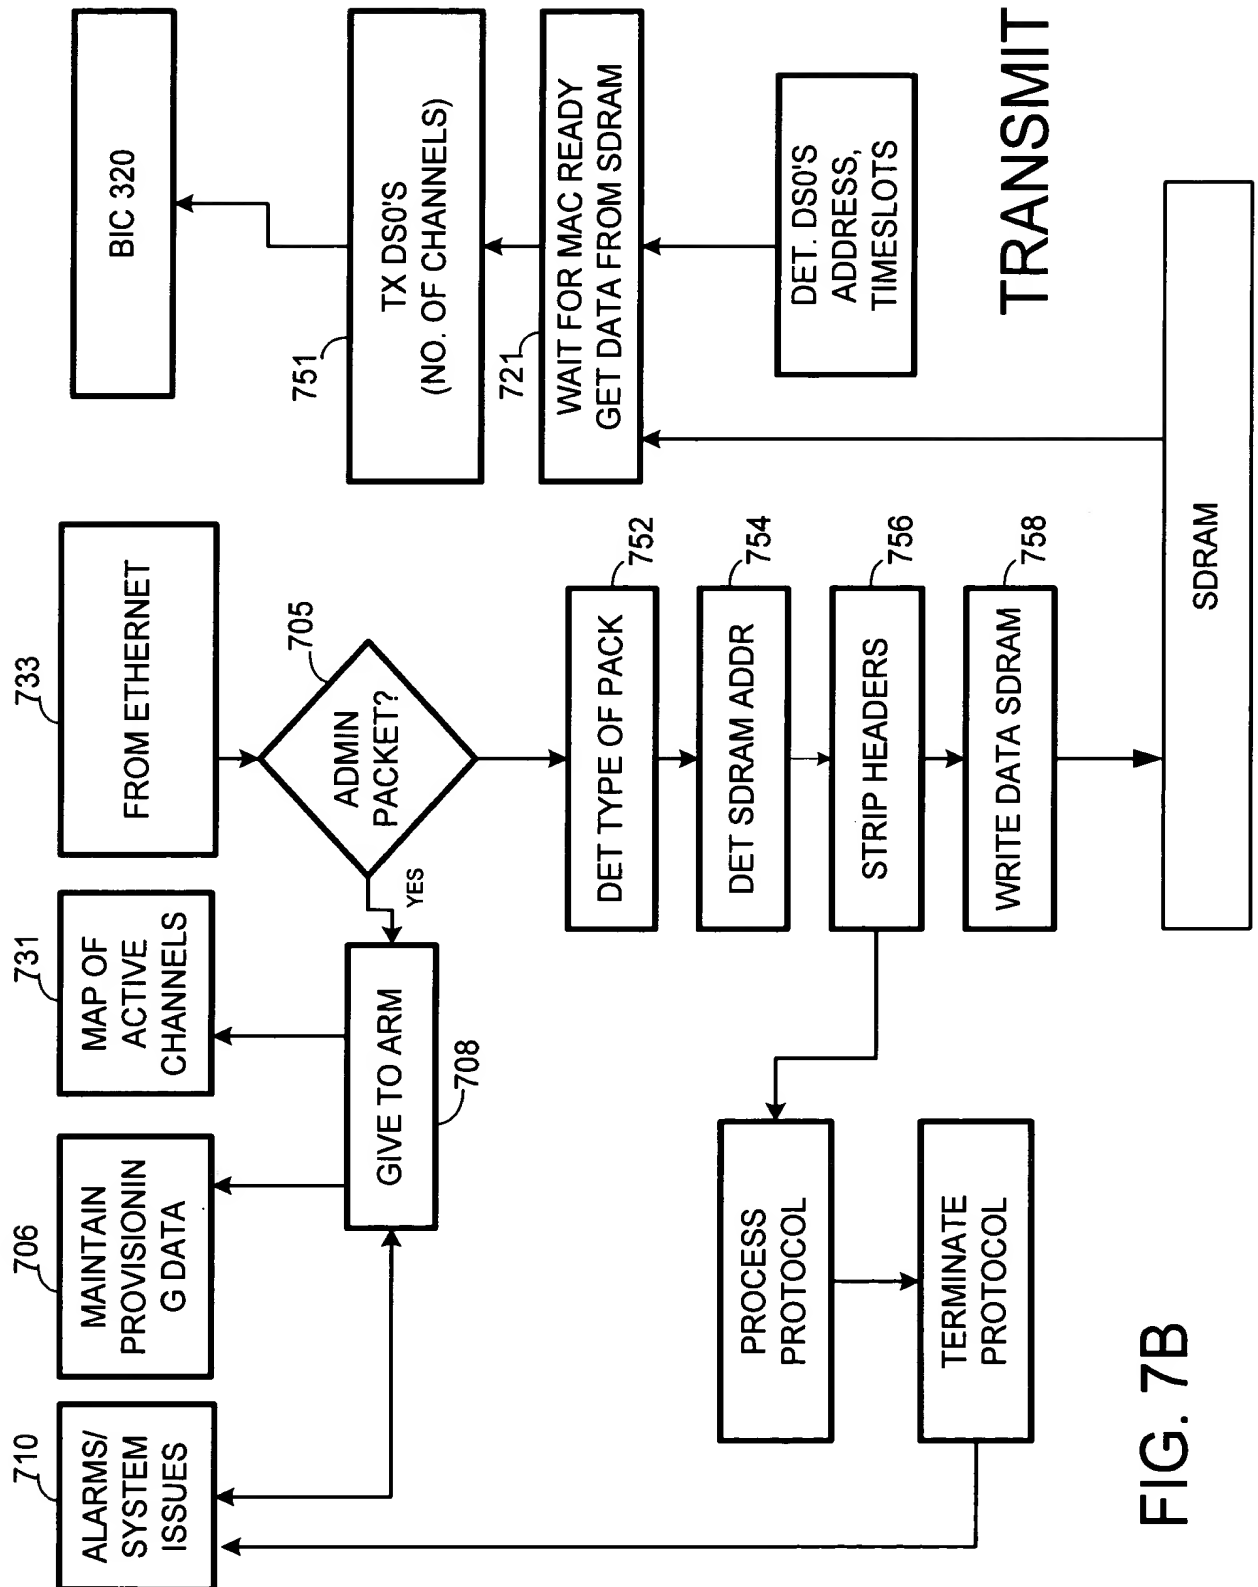 710
ALARMS/
SYSTEM
ISSUES
706
MAINTAIN
PROVISIONIN
G DATA
731
MAP OF
ACTIVE
CHANNELS
733
FROM ETHERNET
BIC 320
705
ADMIN
PACKET?
YES
GIVE TO ARM
708
751
TX DS0'S
(NO. OF CHANNELS)
721
WAIT FOR MAC READY
GET DATA FROM SDRAM
DET. DS0'S
ADDRESS,
TIMESLOTS
752
DET TYPE OF PACK
754
DET SDRAM ADDR
756
STRIP HEADERS
758
WRITE DATA SDRAM
PROCESS
PROTOCOL
TERMINATE
PROTOCOL
SDRAM
TRANSMIT
FIG. 7B